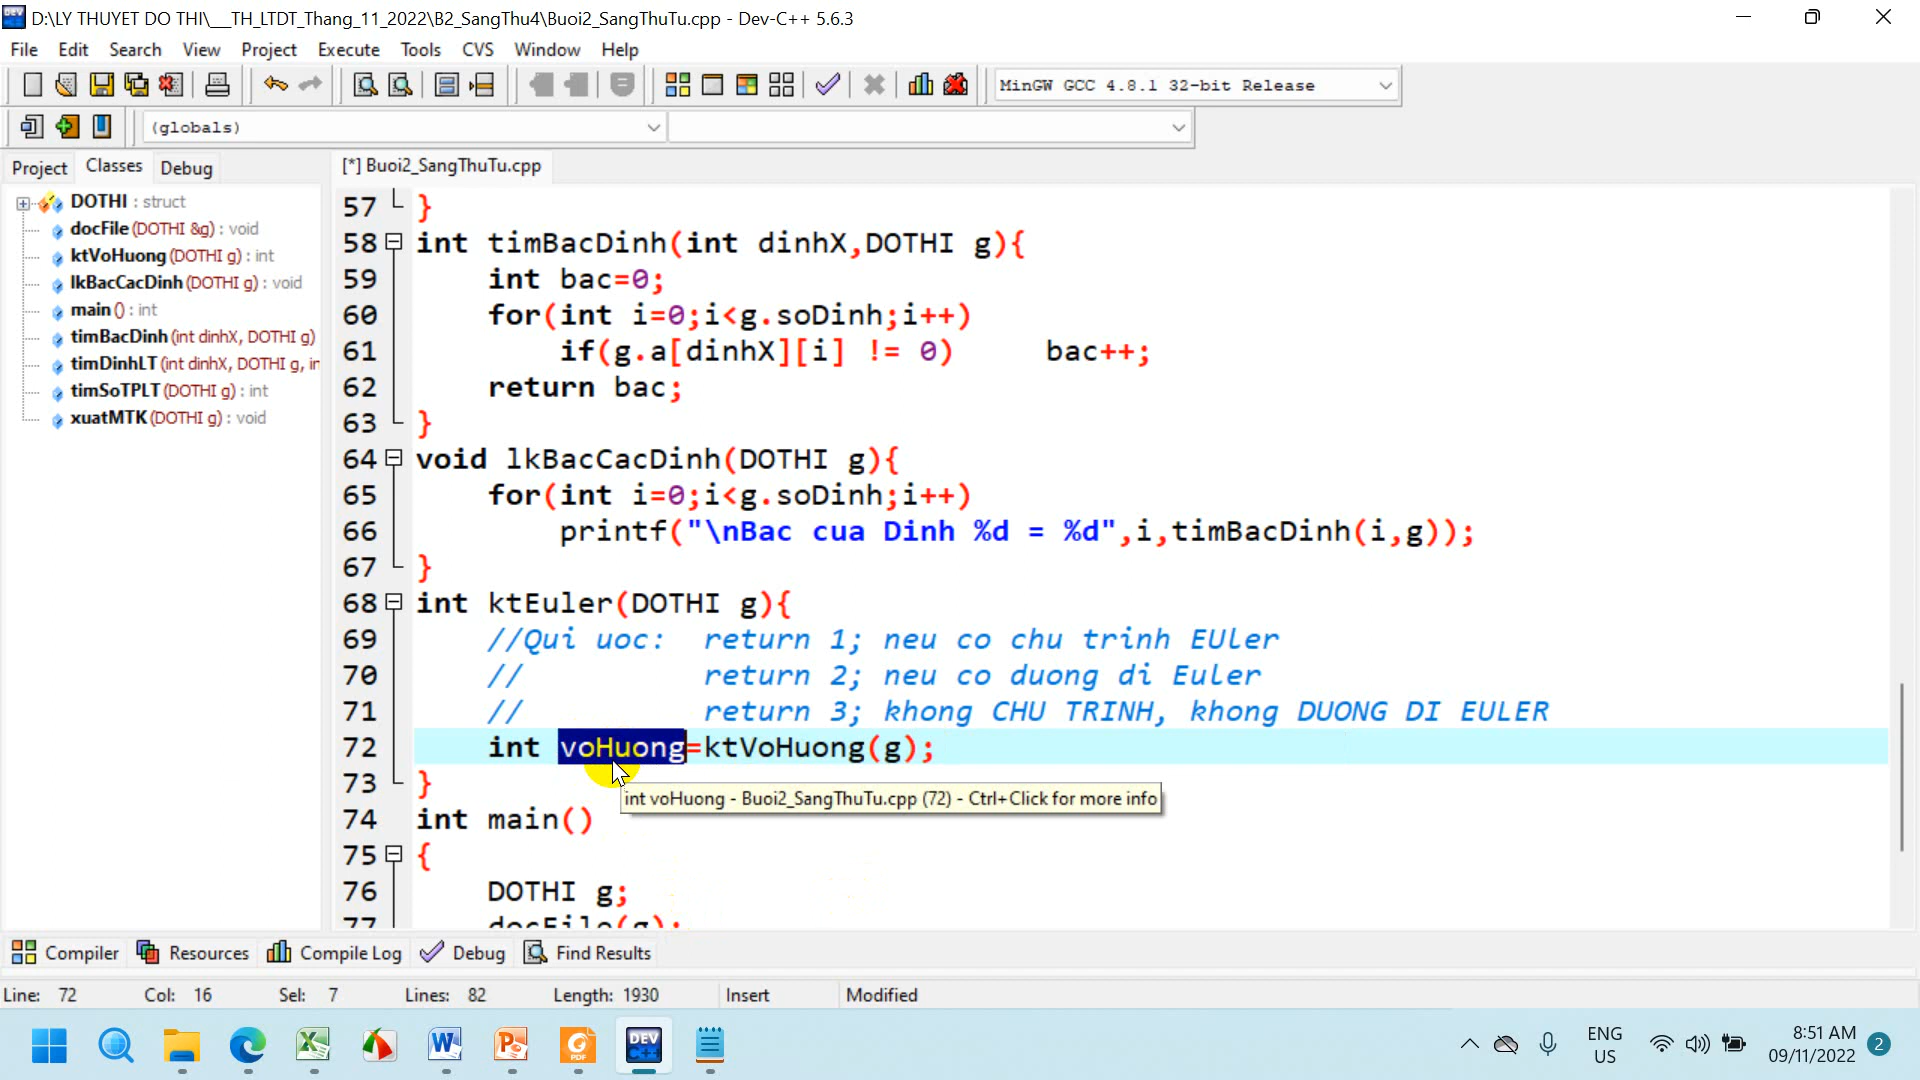 D:\LY THUYET DO THI\__TH_LTDT_Thang_11_2022\B2_SangThu4\Buoi2_SangThuTu.cpp - Dev-C++ 5.6.3
File Edit Search View Project Execute Tools CVS Window Help
MinGW GCC 4.8.1 32-bit Release
(globals)
Project Classes Debug
[*] Buoi2_SangThuTu.cpp
DOTHI : struct
docFile (DOTHI &g) : void
ktVoHuong (DOTHI g) : int
lkBacCacDinh (DOTHI g) : void
main () : int
timBacDinh (int dinhX, DOTHI g)
timDinhLT (int dinhX, DOTHI g, in
timSoTPLT (DOTHI g) : int
xuatMTK (DOTHI g) : void
57 }
58 int timBacDinh(int dinhX,DOTHI g){
59 int bac=0;
60 for(int i=0;i<g.soDinh;i++)
61 if(g.a[dinhX][i] != 0) bac++;
62 return bac;
63 }
64 void lkBacCacDinh(DOTHI g){
65 for(int i=0;i<g.soDinh;i++)
66 printf("\nBac cua Dinh %d = %d",i,timBacDinh(i,g));
67 }
68 int ktEuler(DOTHI g){
69 //Qui uoc: return 1; neu co chu trinh EUler
70 // return 2; neu co duong di Euler
71 // return 3; khong CHU TRINH, khong DUONG DI EULER
72 int voHuong=ktVoHuong(g);
73 }
int voHuong - Buoi2_SangThuTu.cpp (72) - Ctrl+Click for more info
74 int main()
75 {
76 DOTHI g;
77 docFile(g);
Compiler Resources Compile Log Debug Find Results
Line: 72 Col: 16 Sel: 7 Lines: 82 Length: 1930 Insert Modified
DEV C++
ENG
US
8:51 AM
09/11/2022
2